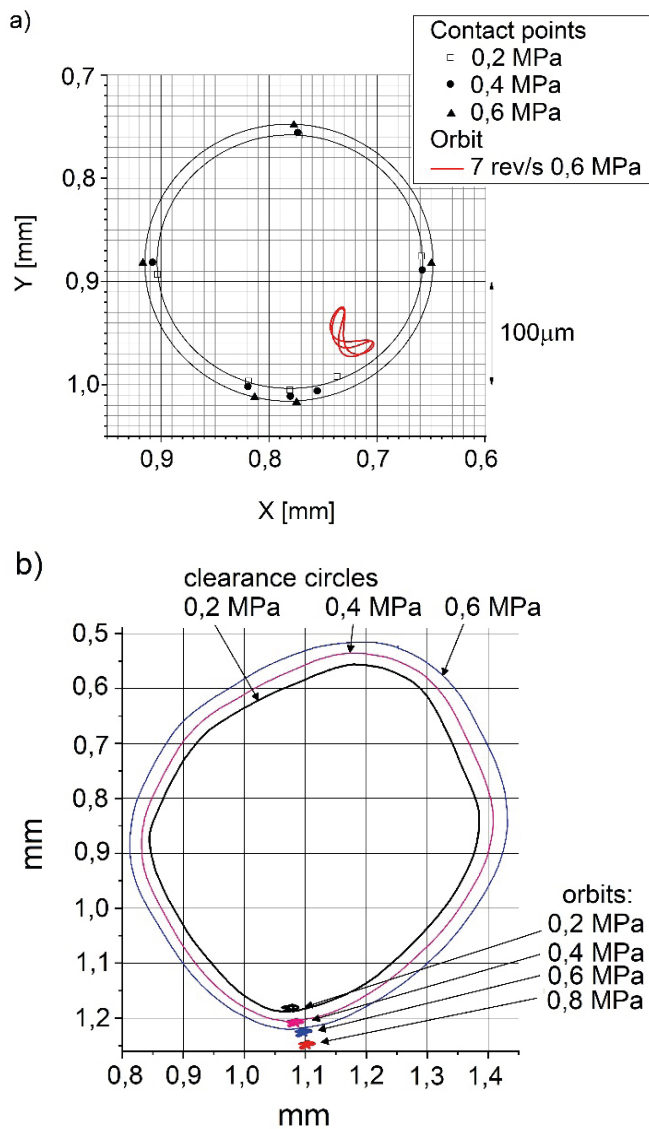 a)
Contact points
0,2 MPa
0,4 MPa
0,6 MPa
Orbit
7 rev/s 0,6 MPa
0,7
0,8
0,9
1,0
Y [mm]
100μm
0,9 0,8 0,7 0,6
X [mm]
b)
clearance circles
0,2 MPa 0,4 MPa 0,6 MPa
0,5
0,6
0,7
0,8
0,9
1,0
1,1
1,2
mm
orbits:
0,2 MPa
0,4 MPa
0,6 MPa
0,8 MPa
0,8 0,9 1,0 1,1 1,2 1,3 1,4
mm